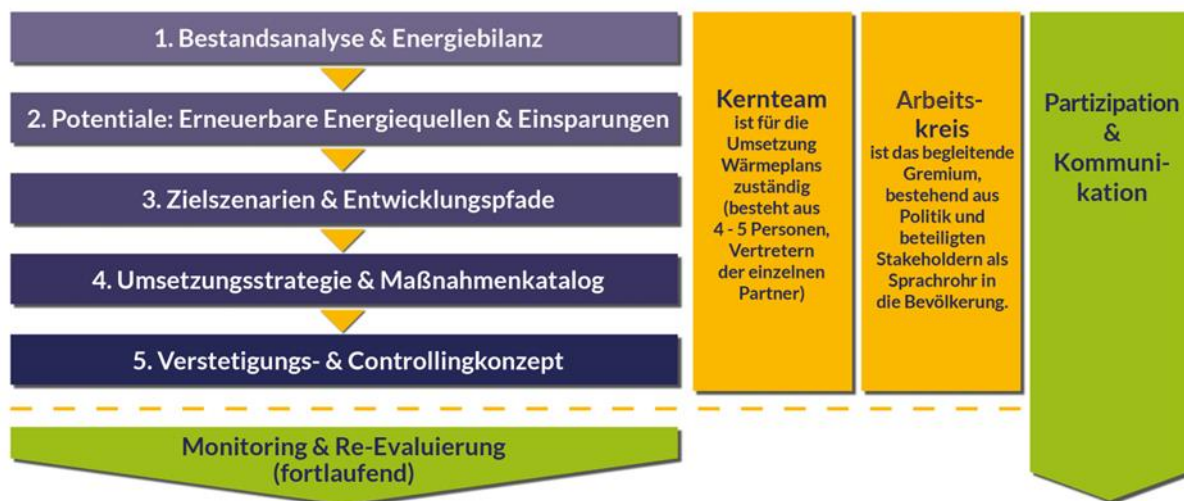 1. Bestandsanalyse & Energiebilanz
2. Potentiale: Erneuerbare Energiequellen & Einsparungen
3. Zielszenarien & Entwicklungspfade
4. Umsetzungsstrategie & Maßnahmenkatalog
5. Verstetigungs- & Controllingkonzept
Monitoring & Re-Evaluierung
(fortlaufend)
Kernteam
ist für die
Umsetzung
Wärmeplans
zuständig
(besteht aus
4 - 5 Personen,
Vertretern
der einzelnen
Partner)
Arbeits-
kreis
ist das begleitende
Gremium,
bestehend aus
Politik und
beteiligten
Stakeholdern als
Sprachrohr in
die Bevölkerung.
Partizipation
&
Kommuni-
kation